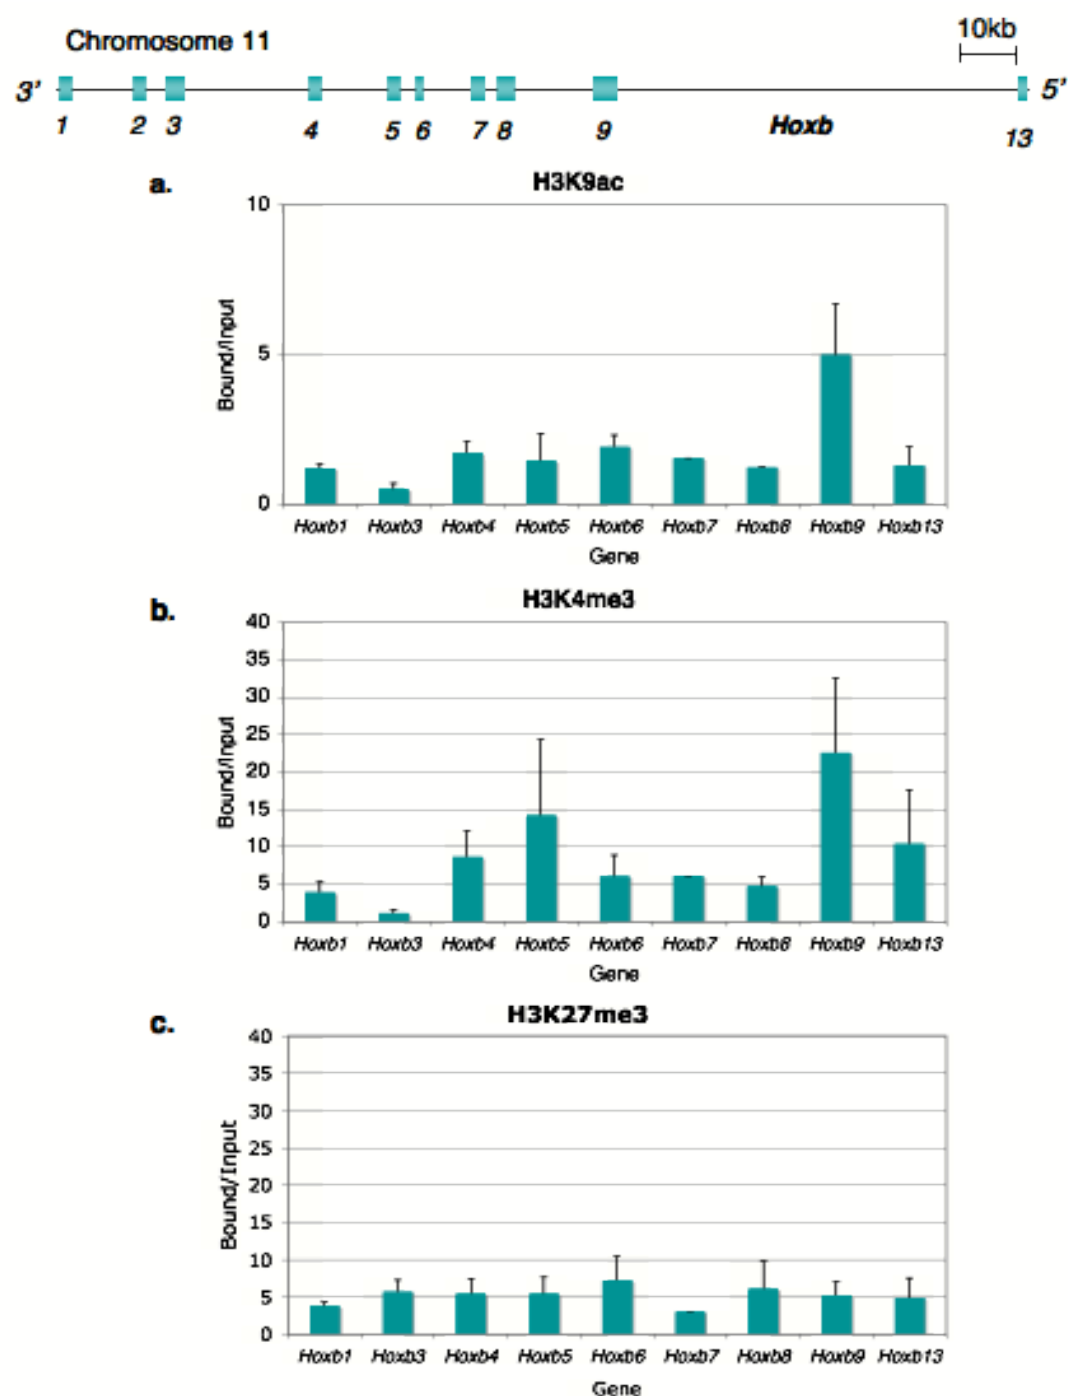 10kb
Chromosome 11
3' 5'
1 2 3 4 5 6 7 8 9 Hoxb 13
a.
H3K9ac
10
5
0
Bound/Input
Hoxb1 Hoxb3 Hoxb4 Hoxb5 Hoxb6 Hoxb7 Hoxb8 Hoxb9 Hoxb13
Gene
b.
H3K4me3
40
35
30
25
20
15
10
5
0
Bound/Input
Hoxb1 Hoxb3 Hoxb4 Hoxb5 Hoxb6 Hoxb7 Hoxb8 Hoxb9 Hoxb13
Gene
c.
H3K27me3
40
35
30
25
20
15
10
5
0
Bound/Input
Hoxb1 Hoxb3 Hoxb4 Hoxb5 Hoxb6 Hoxb7 Hoxb8 Hoxb9 Hoxb13
Gene